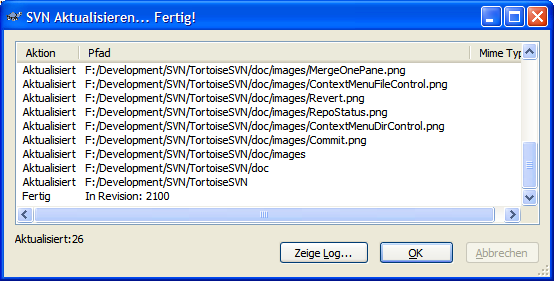 SVN Aktualisieren... Fertig!
Aktion Pfad Mime Typ
Aktualisiert F:/Development/SVN/TortoiseSVN/doc/images/MergeOnePane.png
Aktualisiert F:/Development/SVN/TortoiseSVN/doc/images/ContextMenuFileControl.png
Aktualisiert F:/Development/SVN/TortoiseSVN/doc/images/Revert.png
Aktualisiert F:/Development/SVN/TortoiseSVN/doc/images/RepoStatus.png
Aktualisiert F:/Development/SVN/TortoiseSVN/doc/images/ContextMenuDirControl.png
Aktualisiert F:/Development/SVN/TortoiseSVN/doc/images/Commit.png
Aktualisiert F:/Development/SVN/TortoiseSVN/doc/images
Aktualisiert F:/Development/SVN/TortoiseSVN/doc
Aktualisiert F:/Development/SVN/TortoiseSVN
Fertig In Revision: 2100
Aktualisiert:26
Zeige Log... OK Abbrechen